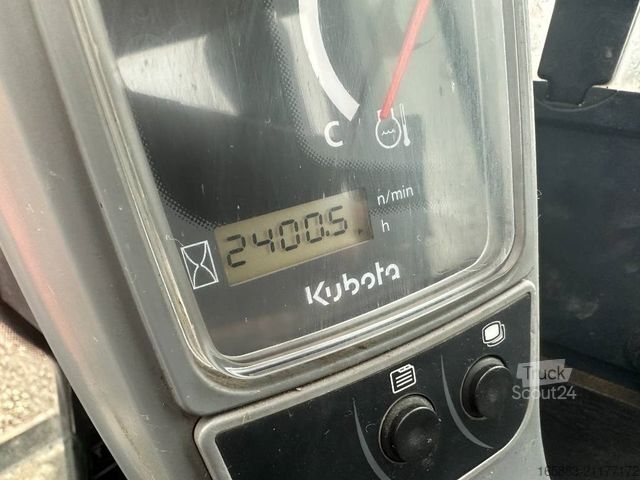 C
n/min
2400.5 h
Kubota
Truck
Scout24